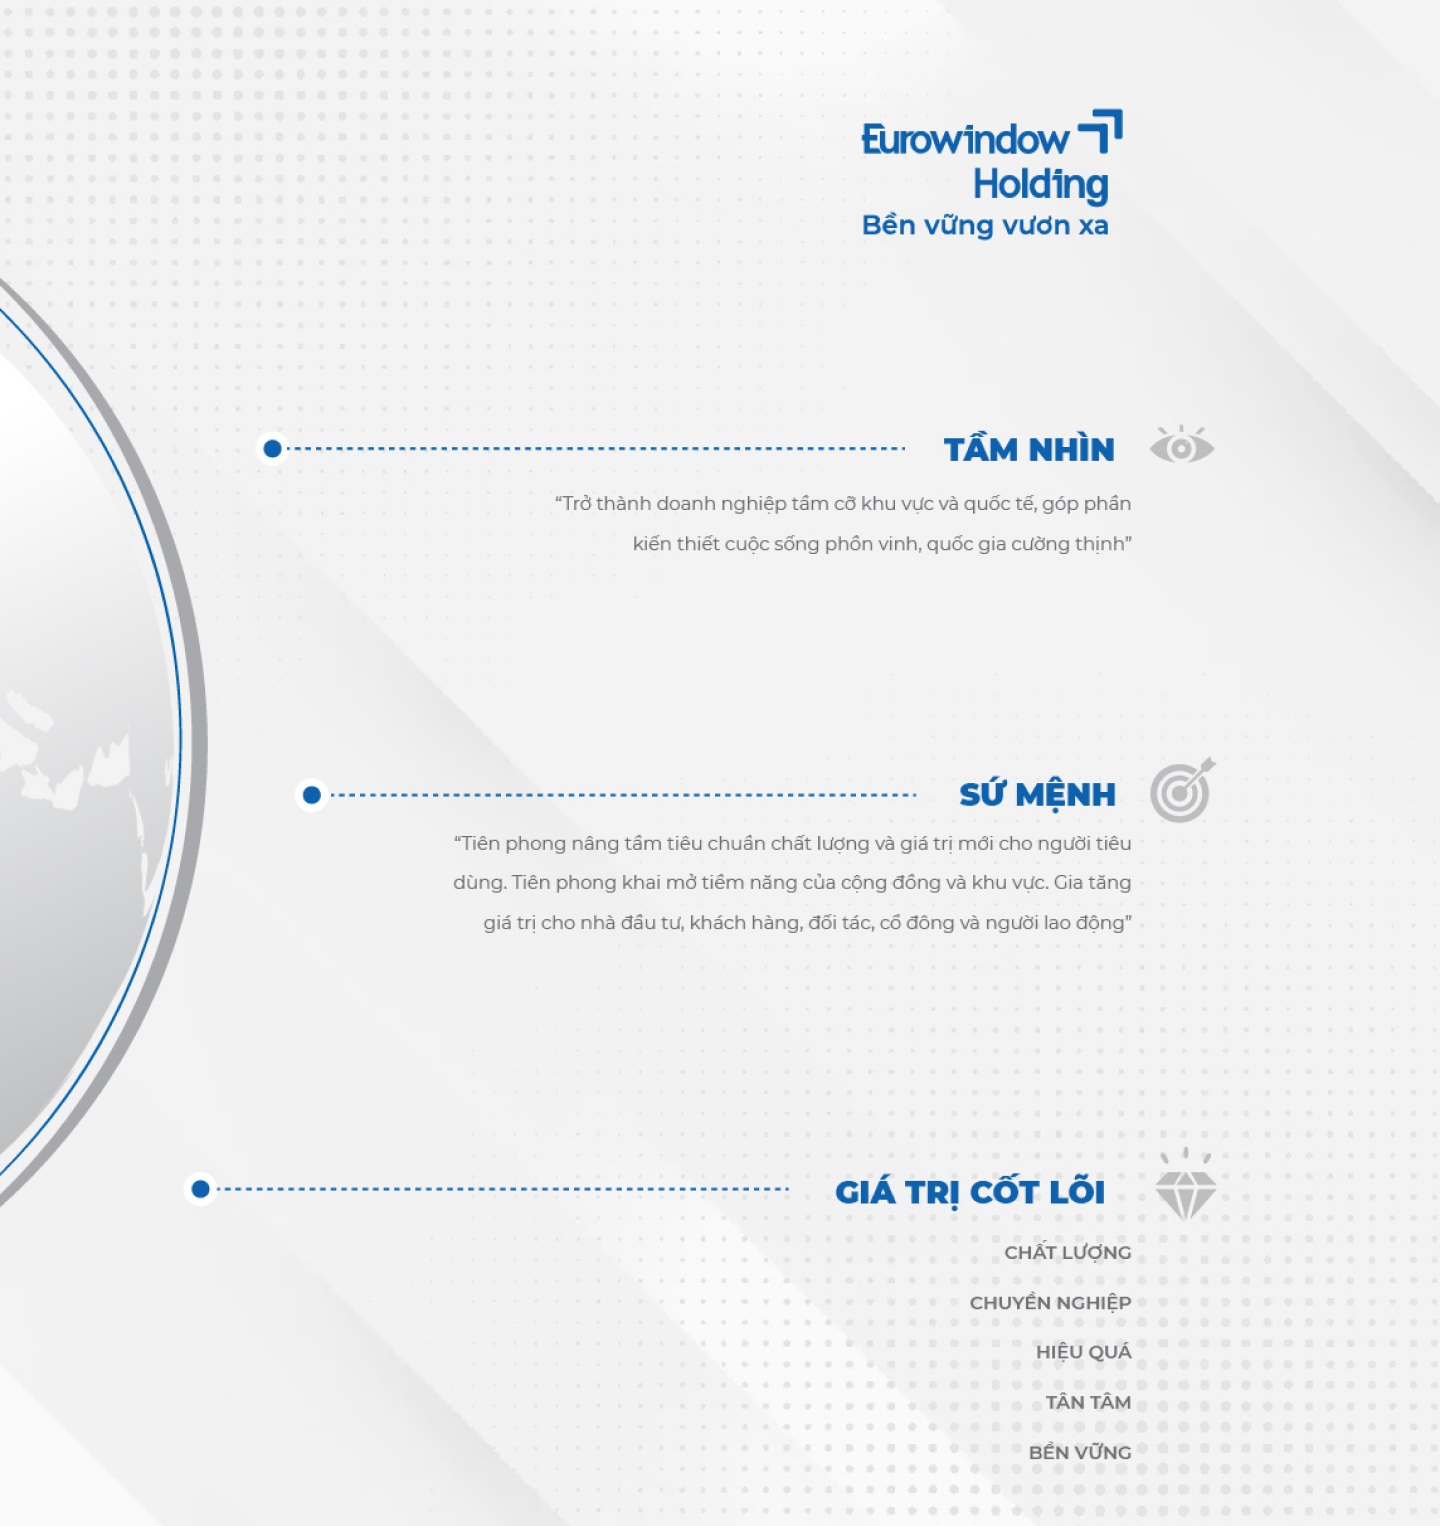 Eurowindow
Holding
Bền vững vươn xa
TẦM NHÌN
“Trở thành doanh nghiệp tầm cỡ khu vực và quốc tế, góp phần
kiến thiết cuộc sống phồn vinh, quốc gia cường thịnh”
SỨ MỆNH
“Tiên phong nâng tầm tiêu chuẩn chất lượng và giá trị mới cho người tiêu
dùng. Tiên phong khai mở tiềm năng của cộng đồng và khu vực. Gia tăng
giá trị cho nhà đầu tư, khách hàng, đối tác, cổ đông và người lao động”
GIÁ TRỊ CỐT LÕI
CHẤT LƯỢNG
CHUYỀN NGHIỆP
HIỆU QUÁ
TÂN TÂM
BỀN VỮNG